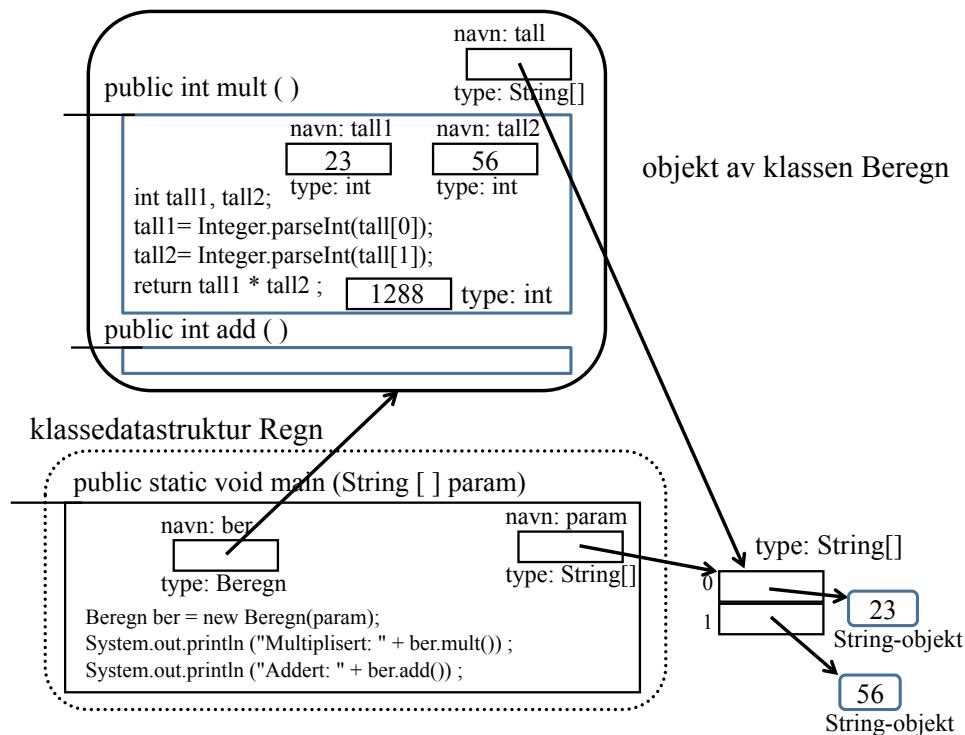 navn: tall
type: String[]
public int mult ( )
navn: tall1
navn: tall2
23
56
type: int
type: int
int tall1, tall2;
tall1= Integer.parseInt(tall[0]);
tall2= Integer.parseInt(tall[1]);
return tall1 * tall2 ;
1288
type: int
public int add ( )
objekt av klassen Beregn
klassedatastruktur Regn
public static void main (String [ ] param)
navn: ber
type: Beregn
navn: param
type: String[]
Beregn ber = new Beregn(param);
System.out.println ("Multiplisert: " + ber.mult()) ;
System.out.println ("Addert: " + ber.add()) ;
type: String[]
0
1
23
String-objekt
56
String-objekt